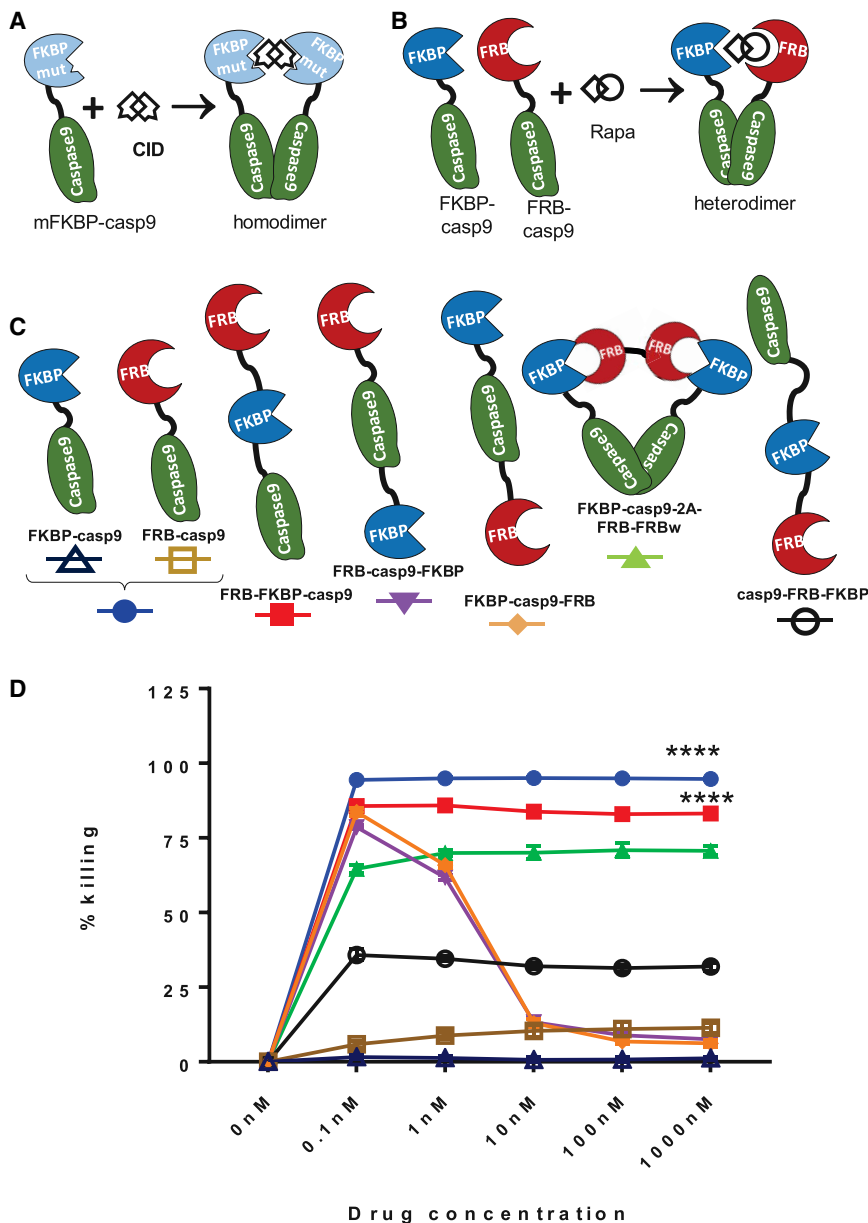 A
FKBP
mut
Caspase9
+
CID
mFKBP-casp9
FKBP
mut
FKBP
mut
Caspase9
Caspase9
homodimer
B
FKBP
Caspase9
FKBP-
casp9
FRB
Caspase9
FRB-
casp9
+
Rapa
FKBP
FRB
Caspase9
Caspase9
heterodimer
C
FKBP
Caspase9
FKBP-casp9
FRB
Caspase9
FRB-casp9
FRB
FKBP
Caspase9
FRB-FKBP-casp9
FRB
Caspase9
FKBP
FRB-casp9-FKBP
FKBP
Caspase9
FRB
FKBP-casp9-FRB
FKBP
FRB
FRB
FKBP
Caspase9
Caspas
FKBP-casp9-2A-
FRB-FRBw
Caspase9
FKBP
FRB
casp9-FRB-FKBP
D
% killing
125
100
75
50
25
0
****
****
0nM
0.1nM
1nM
10nM
100nM
1000nM
Drug concentration